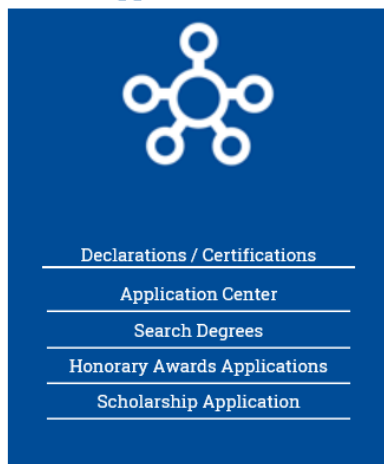 Declarations / Certifications
Application Center
Search Degrees
Honorary Awards Applications
Scholarship Application